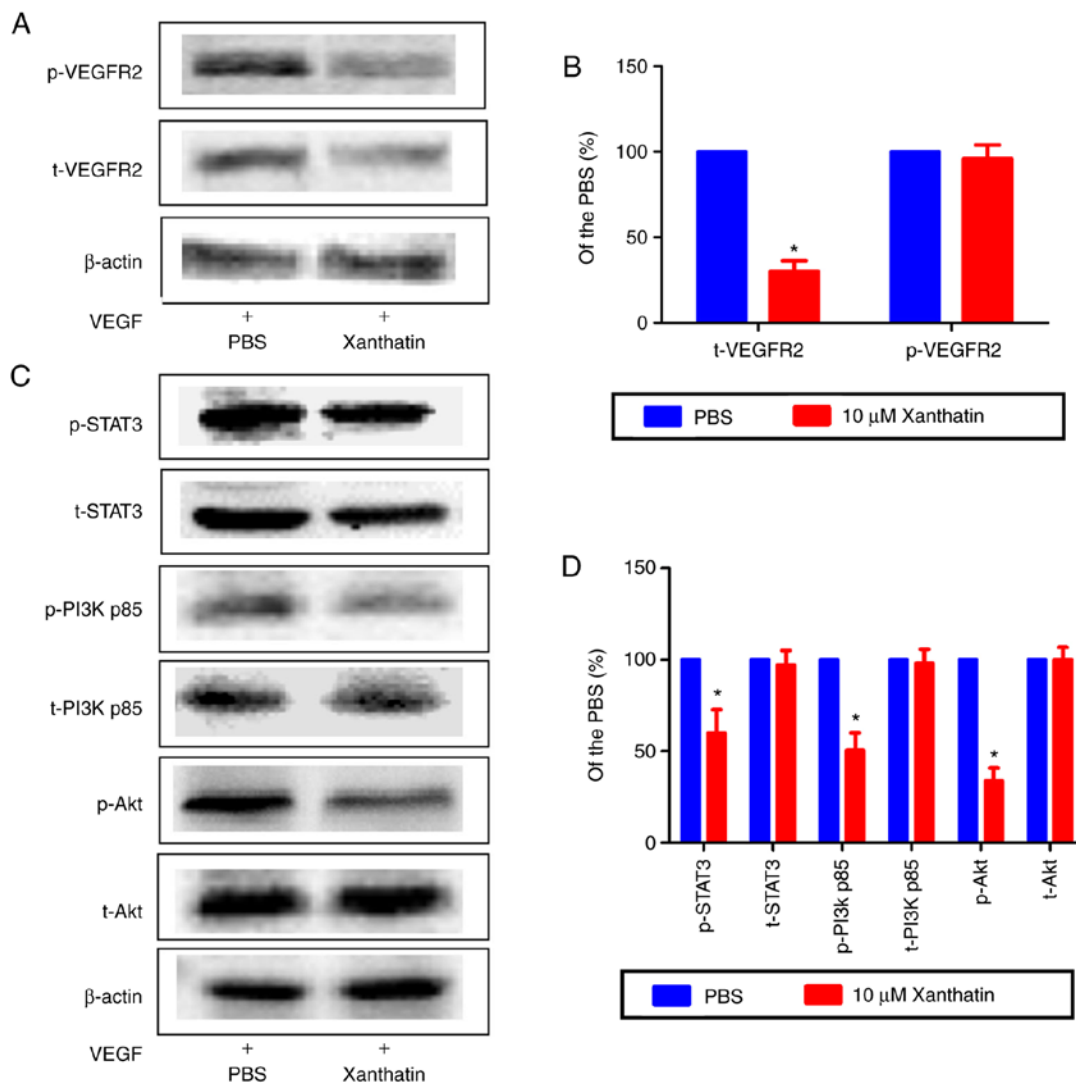 A
p-VEGFR2
t-VEGFR2
β-actin
VEGF + +
PBS Xanthatin
B
Of the PBS (%)
150
100
50
0
*
t-VEGFR2 p-VEGFR2
PBS 10 μM Xanthatin
C
p-STAT3
t-STAT3
p-PI3K p85
t-PI3K p85
p-Akt
t-Akt
β-actin
VEGF + +
PBS Xanthatin
D
Of the PBS (%)
150
100
50
0
* * *
p-STAT3
t-STAT3
p-PI3k p85
t-PI3K p85
p-Akt
t-Akt
PBS 10 μM Xanthatin